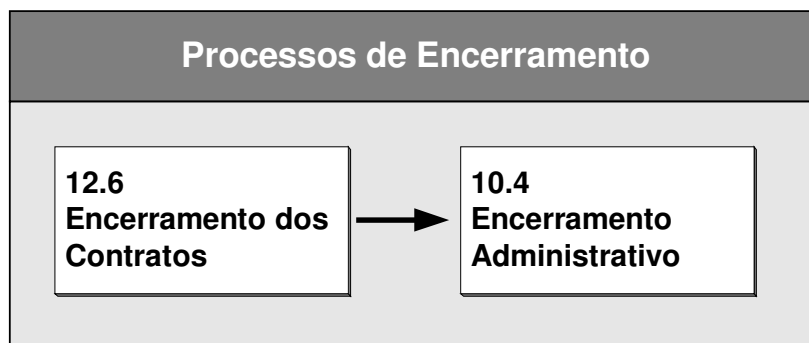 Processos de Encerramento
12.6
Encerramento dos
Contratos
10.4
Encerramento
Administrativo